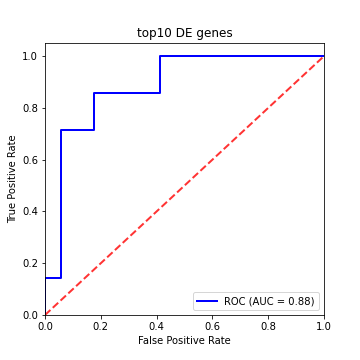 top10 DE genes
1.0
0.8
0.6
0.4
0.2
0.0
True Positive Rate
ROC (AUC = 0.88)
0.0 0.2 0.4 0.6 0.8 1.0
False Positive Rate